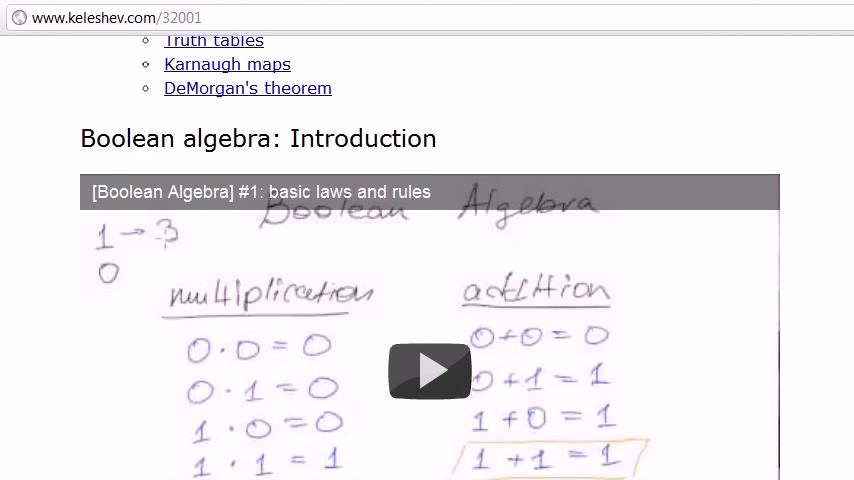 www.keleshev.com/32001
Truth tables
Karnaugh maps
DeMorgan's theorem
Boolean algebra: Introduction
[Boolean Algebra] #1: basic laws and rules
Boolean Algebra
1 → 3
0
multiplication
addition
0 · 0 = 0
0+0 = 0
0 · 1 = 0
0+1 = 1
1 · 0 = 0
1+0 = 1
1 · 1 = 1
1+1 = 1